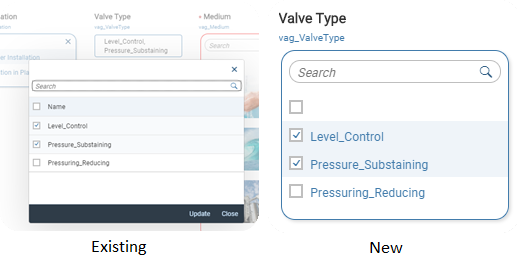 ation
Valve Type
• Medium
ation
vag_ValveType
vag_Medium
Level_Control,
Pressure_Substaining
Search
er Installation
tion in Pla
Search
Name
Level_Control
Pressure_Substaining
Pressuring_Reducing
Update Close
Existing
Valve Type
vag_ValveType
Search
Level_Control
Pressure_Substaining
Pressuring_Reducing
New